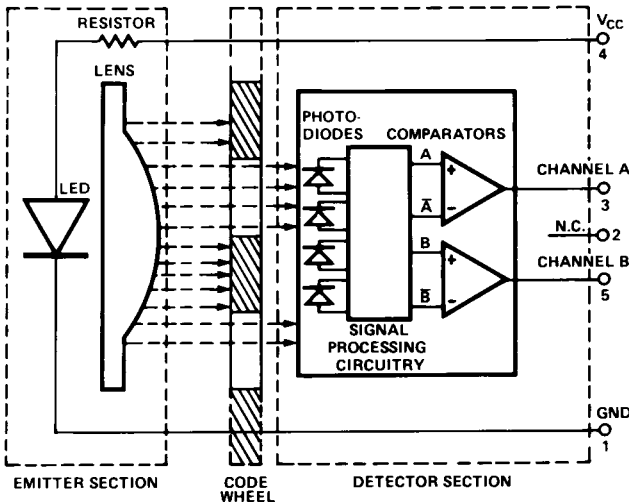 RESISTOR
VCC
4
LENS
PHOTO-
DIODES
COMPARATORS
A
+
CHANNEL A
3
LED
A̅
−
N.C.
2
B
+
CHANNEL B
5
B̅
−
SIGNAL
PROCESSING
CIRCUITRY
GND
1
EMITTER SECTION
CODE
WHEEL
DETECTOR SECTION